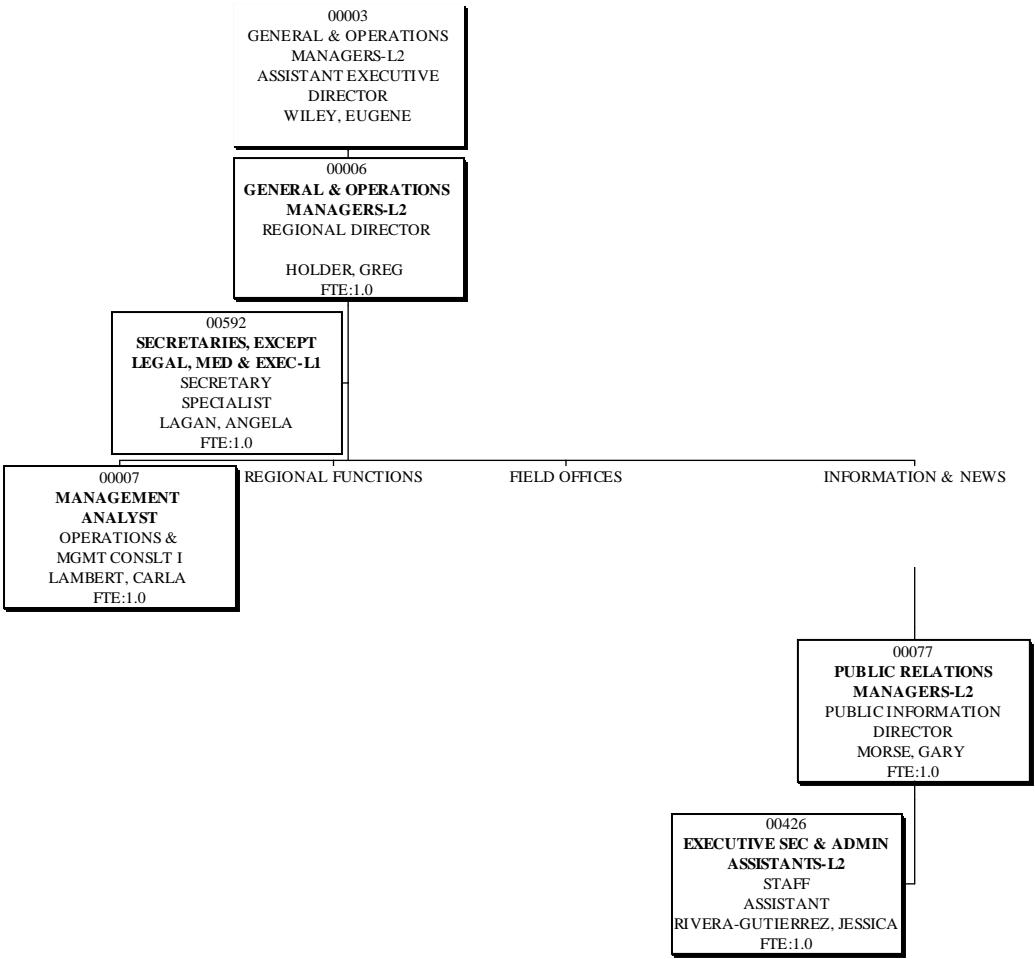 00003
GENERAL & OPERATIONS
MANAGERS-L2
ASSISTANT EXECUTIVE
DIRECTOR
WILEY, EUGENE
00006
GENERAL & OPERATIONS
MANAGERS-L2
REGIONAL DIRECTOR
HOLDER, GREG
FTE:1.0
00592
SECRETARIES, EXCEPT
LEGAL, MED & EXEC-L1
SECRETARY
SPECIALIST
LAGAN, ANGELA
FTE:1.0
00007
MANAGEMENT
ANALYST
OPERATIONS &
MGMT CONSLT I
LAMBERT, CARLA
FTE:1.0
REGIONAL FUNCTIONS
FIELD OFFICES
INFORMATION & NEWS
00077
PUBLIC RELATIONS
MANAGERS-L2
PUBLIC INFORMATION
DIRECTOR
MORSE, GARY
FTE:1.0
00426
EXECUTIVE SEC & ADMIN
ASSISTANTS-L2
STAFF
ASSISTANT
RIVERA-GUTIERREZ, JESSICA
FTE:1.0